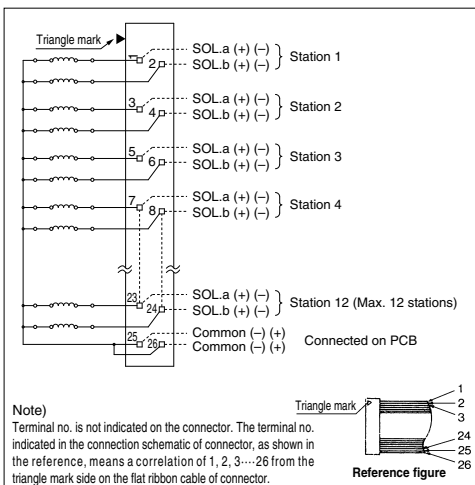 Triangle mark
1
2
SOL.a (+) (–)
SOL.b (+) (–)
Station 1
3
4
SOL.a (+) (–)
SOL.b (+) (–)
Station 2
5
6
SOL.a (+) (–)
SOL.b (+) (–)
Station 3
7
8
SOL.a (+) (–)
SOL.b (+) (–)
Station 4
23
24
SOL.a (+) (–)
SOL.b (+) (–)
Station 12 (Max. 12 stations)
25
26
Common (–) (+)
Common (–) (+)
Connected on PCB
Note)
Terminal no. is not indicated on the connector. The terminal no.
indicated in the connection schematic of connector, as shown in
the reference, means a correlation of 1, 2, 3····26 from the
triangle mark side on the flat ribbon cable of connector.
Triangle mark
1
2
3
24
25
26
Reference figure